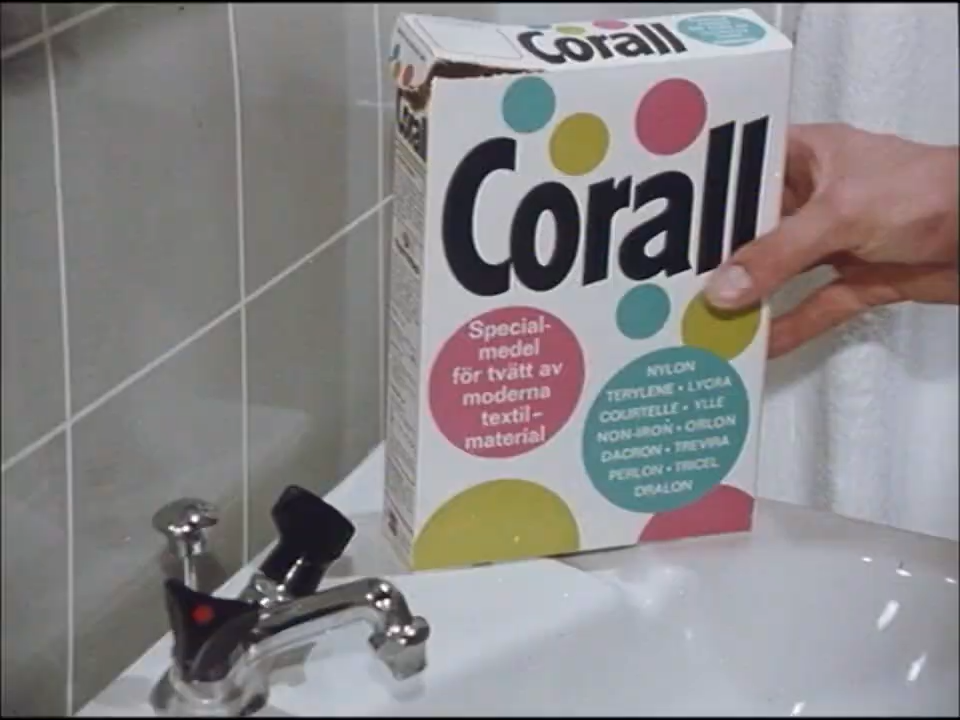 Corall
Corall
Special-
medel
för tvätt av
moderna
textil-
material
NYLON
TERYLENE • LYCRA
COURTELLE • YLLE
NON-IRON • ORLON
DACRON • TREVIRA
PERLON • TRICEL
DRALON